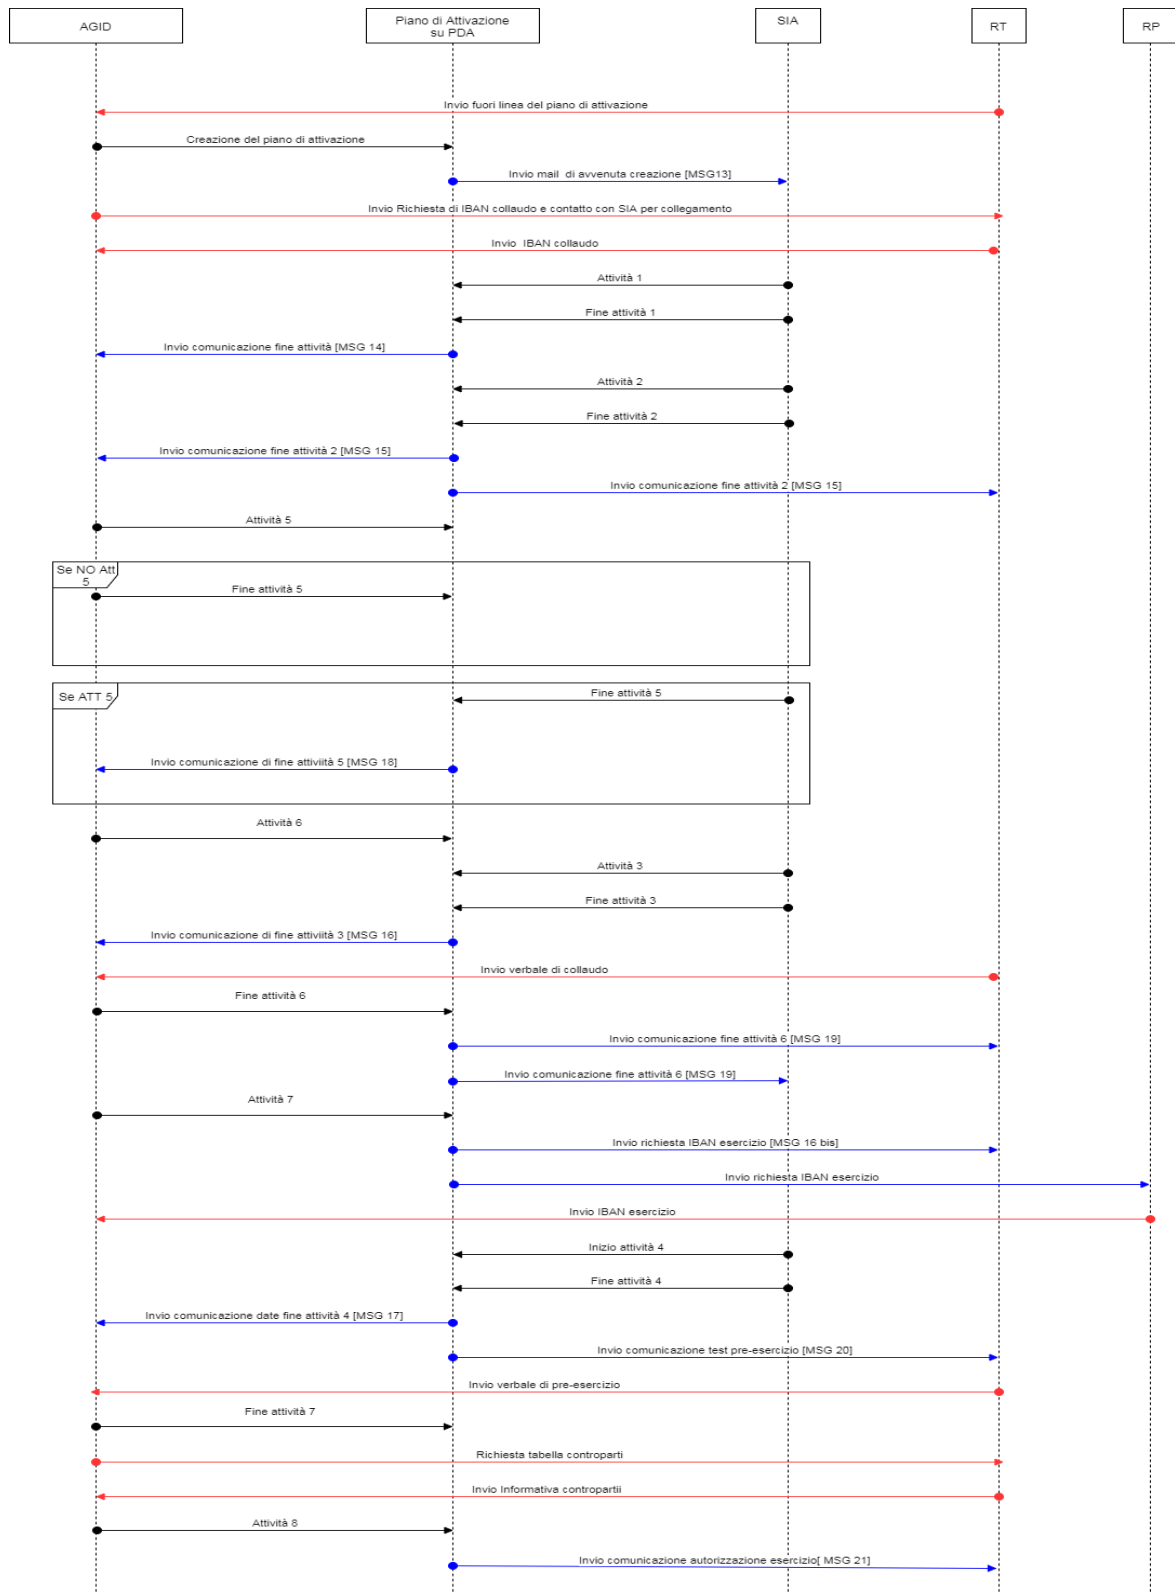 AGID
Piano di Attivazione
su PDA
SIA
RT
RP
Invio fuori linea del piano di attivazione
Creazione del piano di attivazione
Invio mail di avvenuta creazione [MSG13]
Invio Richiesta di IBAN collaudo e contatto con SIA per collegamento
Invio IBAN collaudo
Attività 1
Fine attività 1
Invio comunicazione fine attività [MSG 14]
Attività 2
Fine attività 2
Invio comunicazione fine attività 2 [MSG 15]
Invio comunicazione fine attività 2 [MSG 15]
Attività 5
Se NO Att
5
Fine attività 5
Se ATT 5
Fine attività 5
Invio comunicazione di fine attiviità 5 [MSG 18]
Attività 6
Attività 3
Fine attività 3
Invio comunicazione di fine attiviità 3 [MSG 16]
Invio verbale di collaudo
Fine attività 6
Invio comunicazione fine attività 6 [MSG 19]
Invio comunicazione fine attività 6 [MSG 19]
Attività 7
Invio richiesta IBAN esercizio [MSG 16 bis]
Invio richiesta IBAN esercizio
Invio IBAN esercizio
Inizio attività 4
Fine attività 4
Invio comunicazione date fine attività 4 [MSG 17]
Invio comunicazione test pre-esercizio [MSG 20]
Invio verbale di pre-esercizio
Fine attività 7
Richiesta tabella controparti
Invio Informativa contropartii
Attività 8
Invio comunicazione autorizzazione esercizio[ MSG 21]